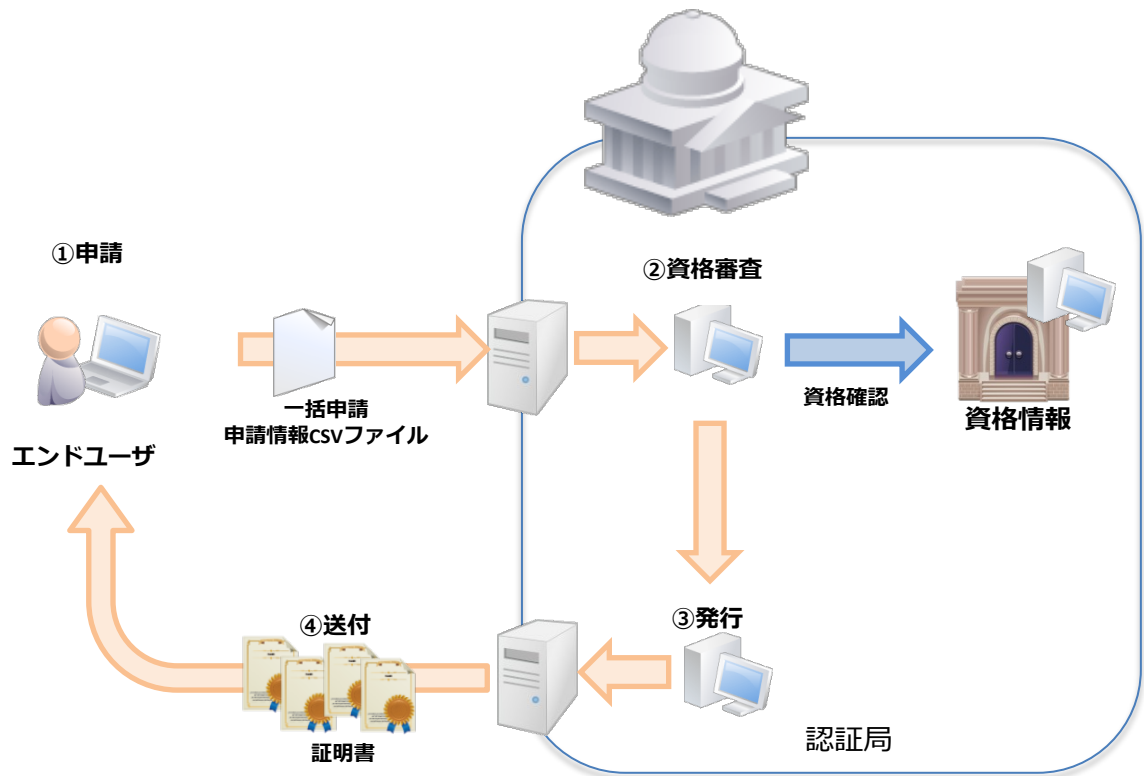 ①申請
②資格審査
一括申請
申請情報CSVファイル
資格確認
資格情報
エンドユーザ
③発行
④送付
証明書
認証局